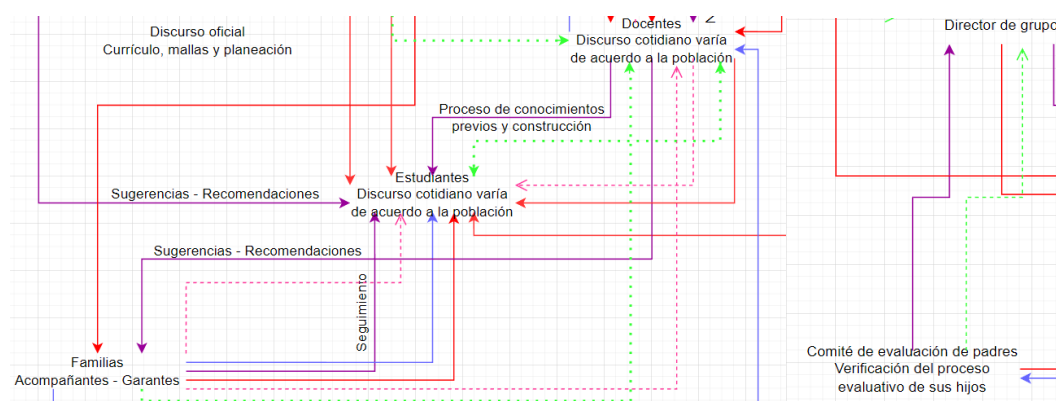 Discurso oficial
Currículo, mallas y planeación
Docentes
Discurso cotidiano varía
de acuerdo a la población
Director de grupo
Proceso de conocimientos
previos y construcción
Estudiantes
Discurso cotidiano varía
de acuerdo a la población
Sugerencias - Recomendaciones
Sugerencias - Recomendaciones
Seguimiento
Familias
Acompañantes - Garantes
Comité de evaluación de padres
Verificación del proceso
evaluativo de sus hijos